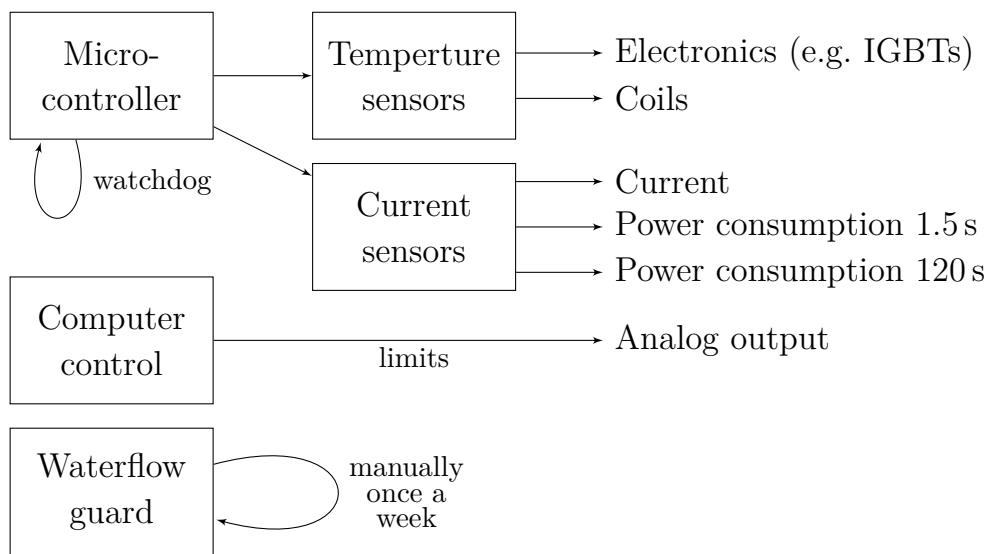 Micro-
controller
Temperture
sensors
Electronics (e.g. IGBTs)
Coils
watchdog
Current
sensors
Current
Power consumption 1.5 s
Power consumption 120 s
Computer
control
limits
Analog output
Waterflow
guard
manually
once a
week